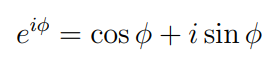 e^{iϕ} = cos ϕ + i sin ϕ